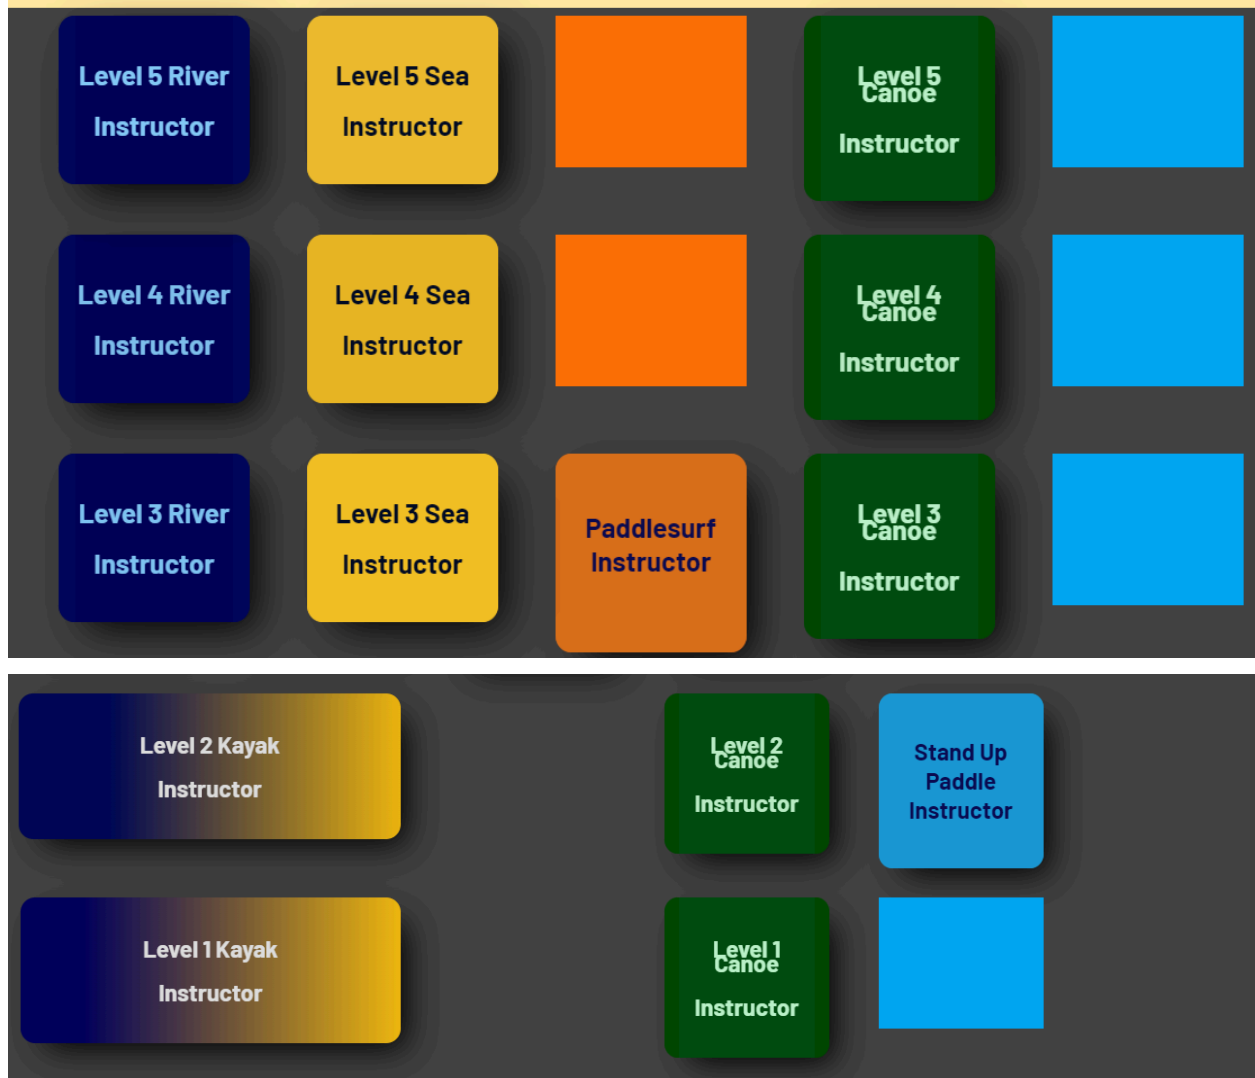 Level 5 River
Instructor
Level 5 Sea
Instructor
Level 5
Canoe
Instructor
Level 4 River
Instructor
Level 4 Sea
Instructor
Level 4
Canoe
Instructor
Level 3 River
Instructor
Level 3 Sea
Instructor
Paddlesurf
Instructor
Level 3
Canoe
Instructor
Level 2 Kayak
Instructor
Level 2
Canoe
Instructor
Stand Up
Paddle
Instructor
Level 1 Kayak
Instructor
Level 1
Canoe
Instructor